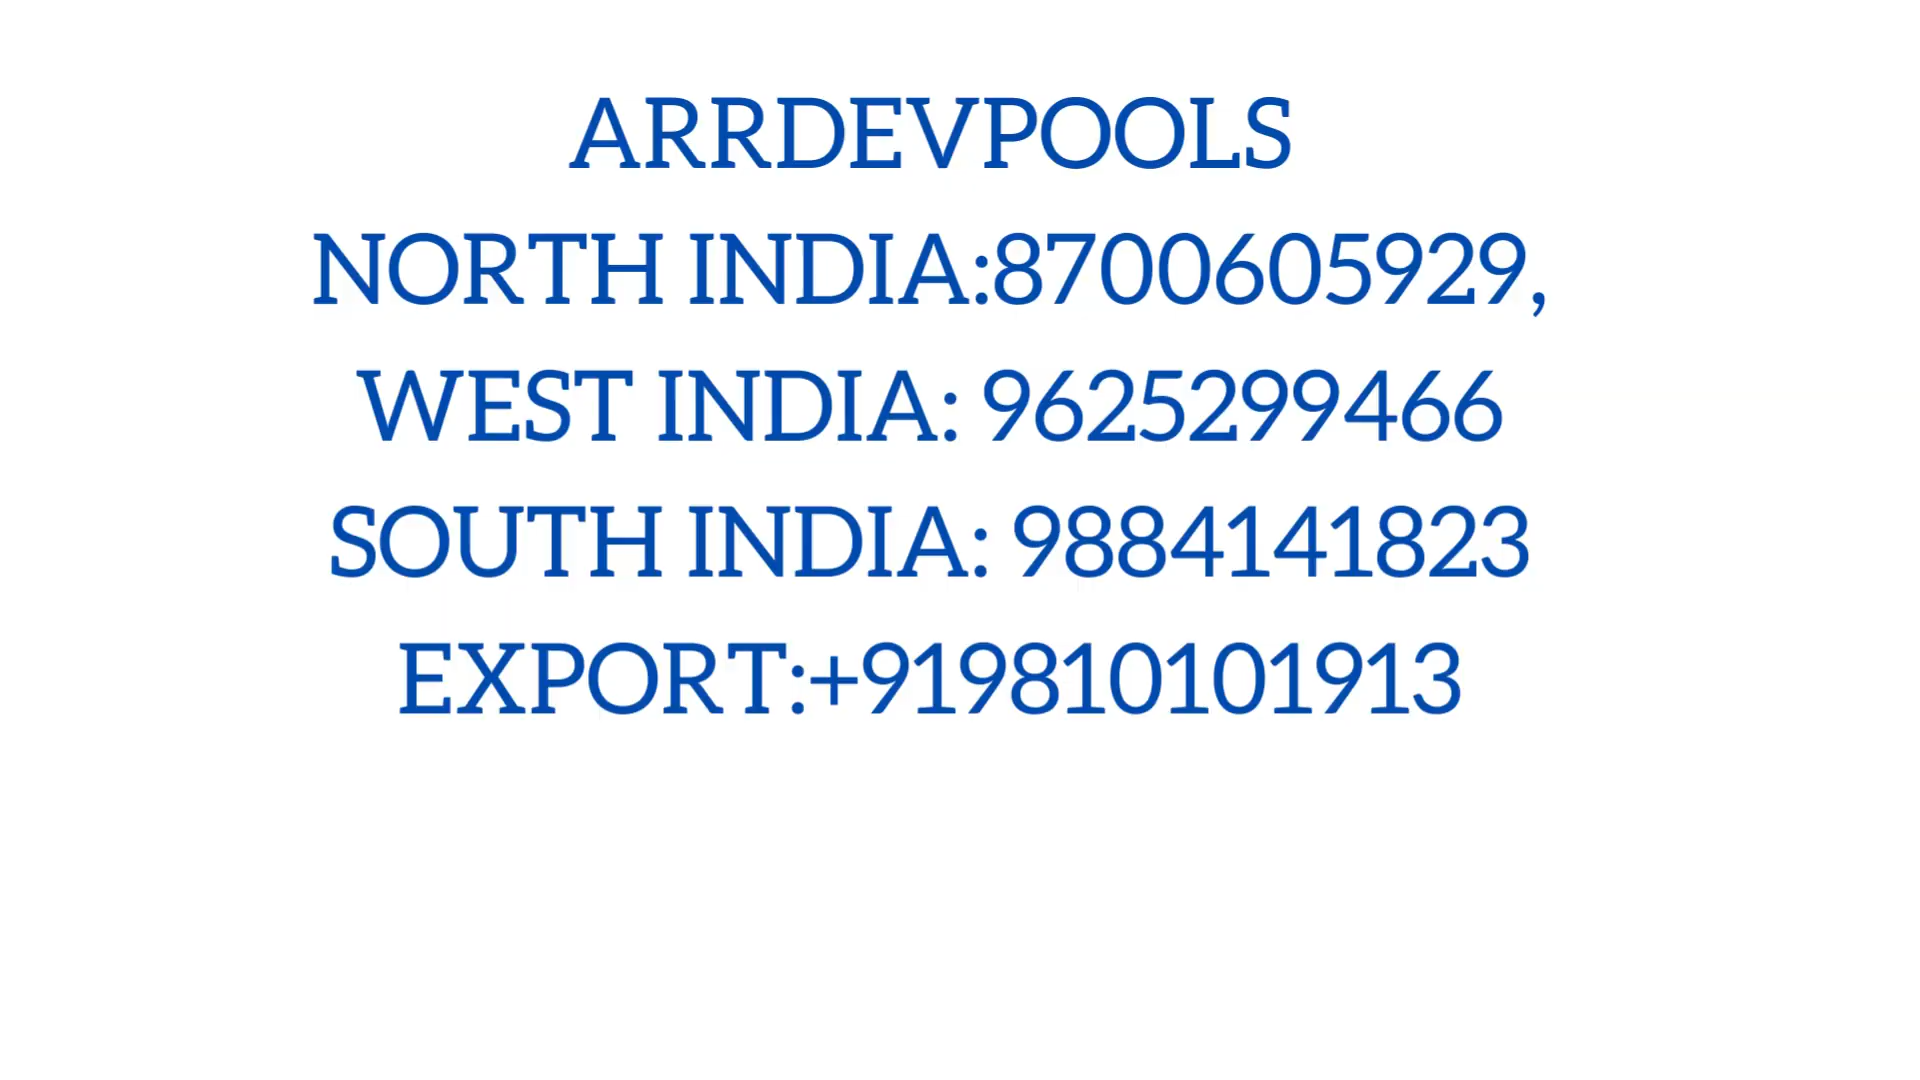 ARRDEVPOOLS
NORTH INDIA:8700605929,
WEST INDIA: 9625299466
SOUTH INDIA: 9884141823
EXPORT:+919810101913